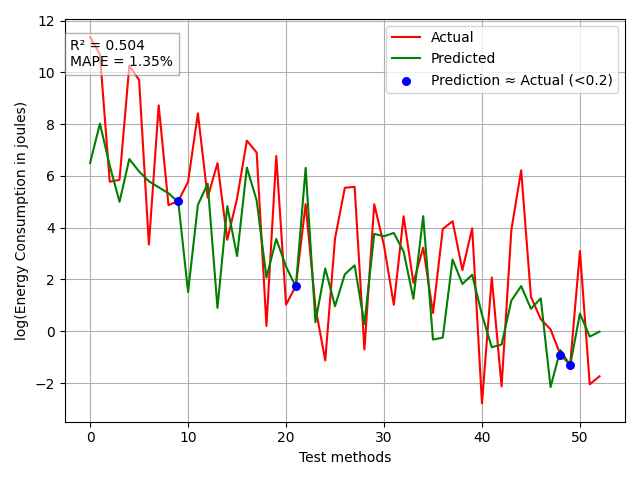 R² = 0.504
MAPE = 1.35%
Actual
Predicted
Prediction ≈ Actual (<0.2)
log(Energy Consumption in joules)
12
10
8
6
4
2
0
−2
0
10
20
30
40
50
Test methods